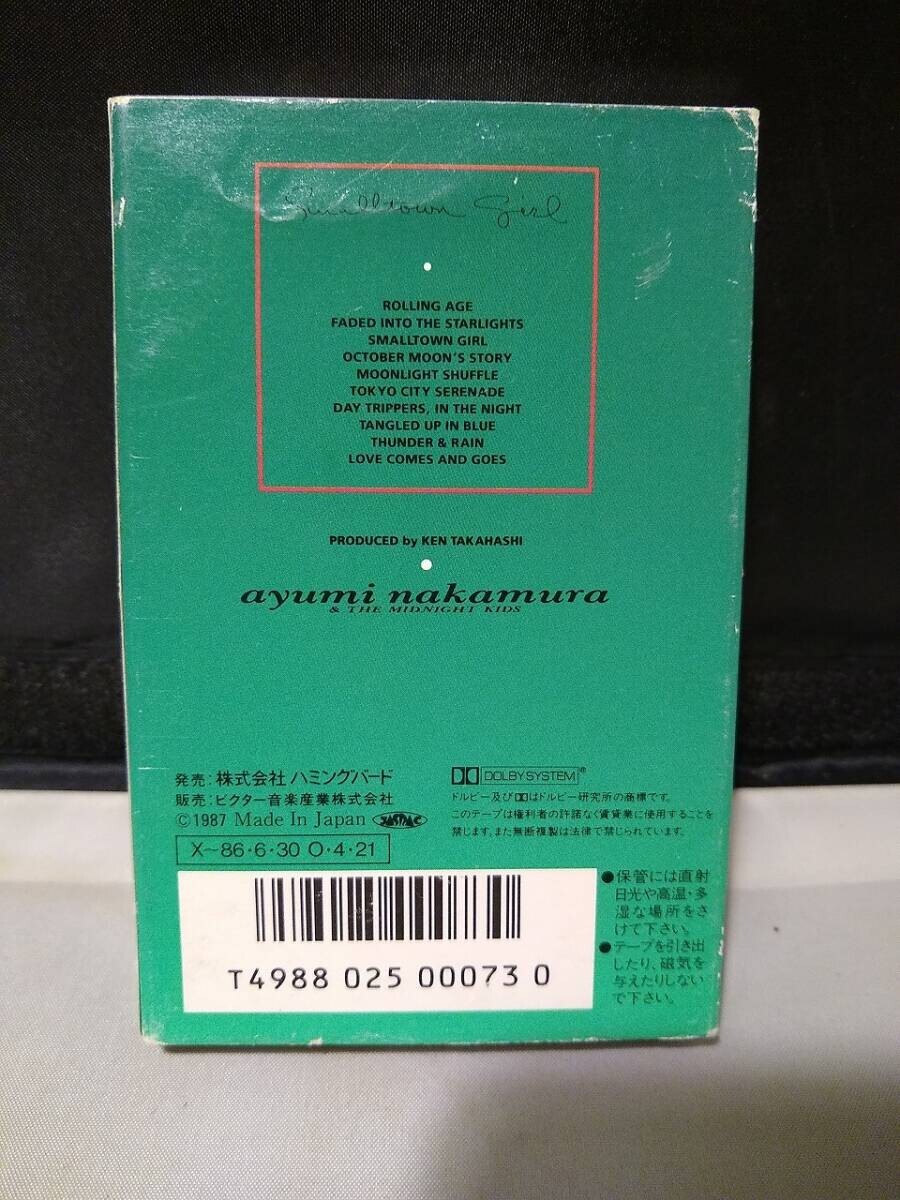 Smalltown Girl
ROLLING AGE
FADED INTO THE STARLIGHTS
SMALLTOWN GIRL
OCTOBER MOON'S STORY
MOONLIGHT SHUFFLE
TOKYO CITY SERENADE
DAY TRIPPERS, IN THE NIGHT
TANGLED UP IN BLUE
THUNDER & RAIN
LOVE COMES AND GOES
PRODUCED by KEN TAKAHASHI
ayumi nakamura
& THE MIDNIGHT KIDS
発売:株式会社ハミングバード
販売:ビクター音楽産業株式会社
©1987 Made In Japan
X〜86・6・30 O・4・21
DOLBY SYSTEM®
ドルビー及びはドルビー研究所の商標です。
このテープは権利者の許諾なく賃貸業に使用することを
禁じます。また無断複製は法律で禁じられています。
T4988 025 00073 0
●保管には直射
日光や高温・多
湿な場所をさ
けて下さい。
●テープを引き出
したり、磁気を
与えたりしない
で下さい。